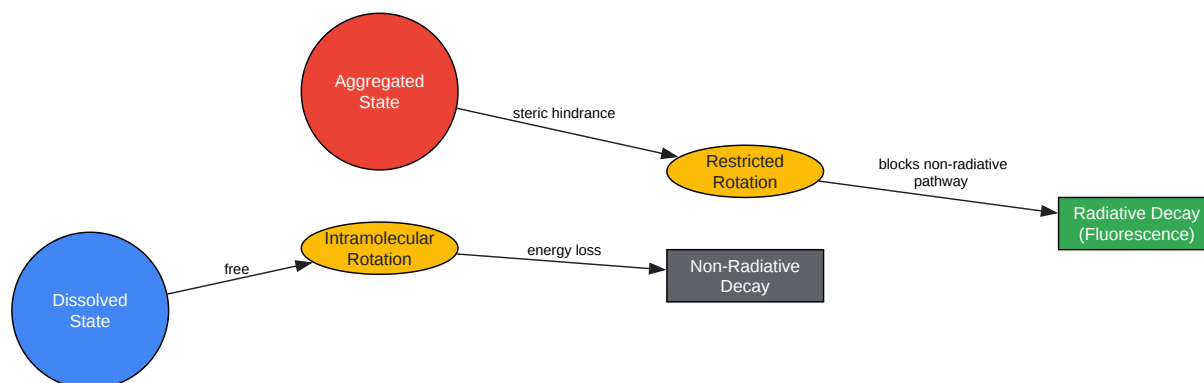 Aggregated
State
steric hindrance
Restricted
Rotation
blocks non-radiative
pathway
Radiative Decay
(Fluorescence)
Dissolved
State
free
Intramolecular
Rotation
energy loss
Non-Radiative
Decay